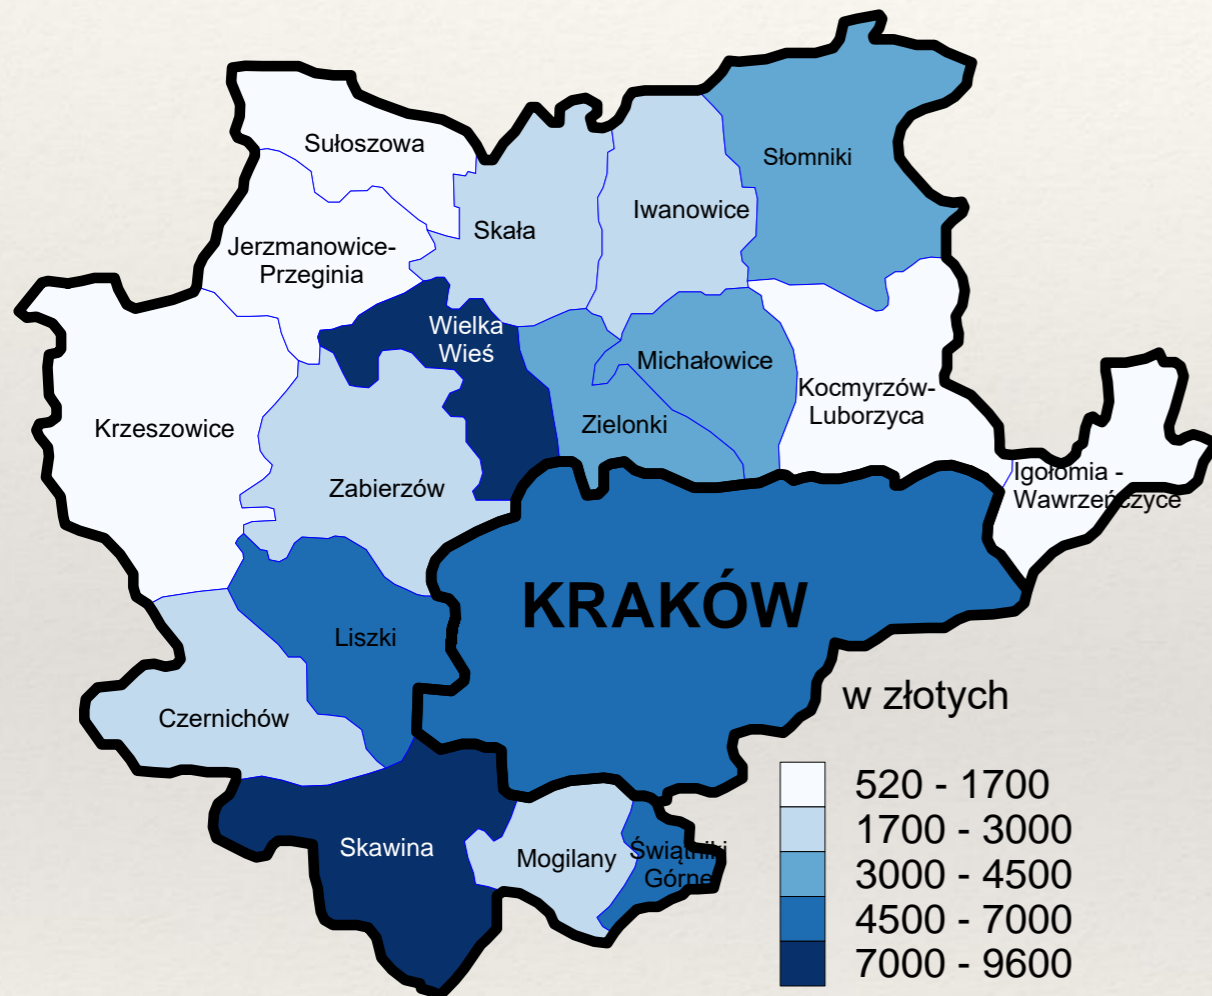 Sułoszowa
Słomniki
Iwanowice
Skała
Jerzmanowice-
Przeginia
Wielka
Wieś
Michałowice
Kocmyrzów-
Luborzyca
Krzeszowice
Zielonki
Zabierzów
Igołomia -
Wawrzeńczyce
KRAKÓW
Liszki
Czernichów
w złotych
Skawina
Mogilany
Świątniki
Górne
520 - 1700
1700 - 3000
3000 - 4500
4500 - 7000
7000 - 9600